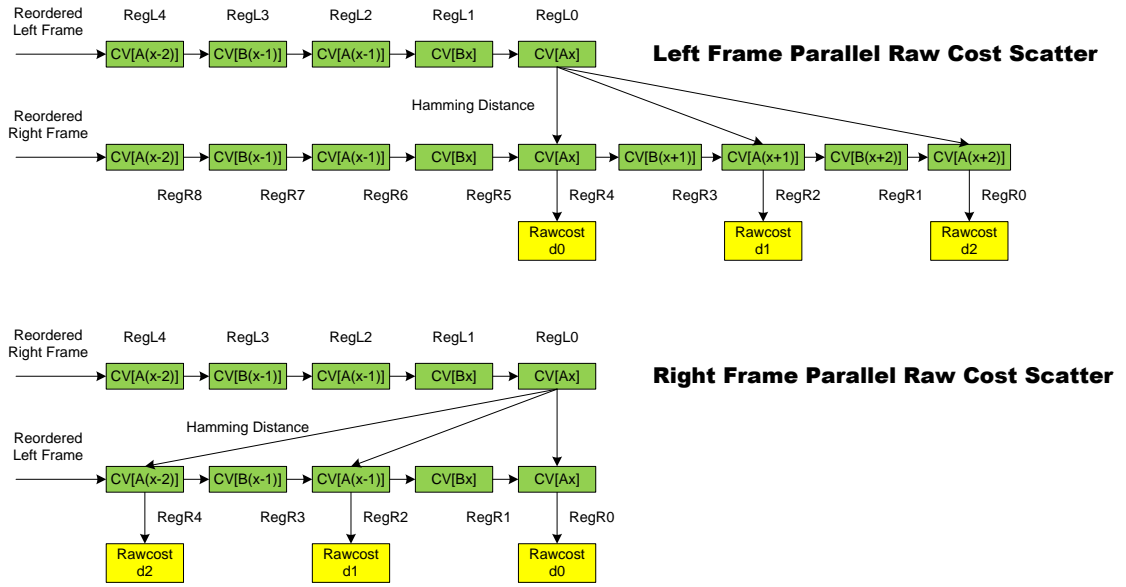 Reordered
Left Frame
RegL4
RegL3
RegL2
RegL1
RegL0
CV[A(x-2)]
CV[B(x-1)]
CV[A(x-1)]
CV[Bx]
CV[Ax]
Left Frame Parallel Raw Cost Scatter
Hamming Distance
Reordered
Right Frame
CV[A(x-2)]
CV[B(x-1)]
CV[A(x-1)]
CV[Bx]
CV[Ax]
CV[B(x+1)]
CV[A(x+1)]
CV[B(x+2)]
CV[A(x+2)]
RegR8
RegR7
RegR6
RegR5
RegR4
RegR3
RegR2
RegR1
RegR0
Rawcost
d0
Rawcost
d1
Rawcost
d2
Reordered
Right Frame
RegL4
RegL3
RegL2
RegL1
RegL0
CV[A(x-2)]
CV[B(x-1)]
CV[A(x-1)]
CV[Bx]
CV[Ax]
Right Frame Parallel Raw Cost Scatter
Hamming Distance
Reordered
Left Frame
CV[A(x-2)]
CV[B(x-1)]
CV[A(x-1)]
CV[Bx]
CV[Ax]
RegR4
RegR3
RegR2
RegR1
RegR0
Rawcost
d2
Rawcost
d1
Rawcost
d0